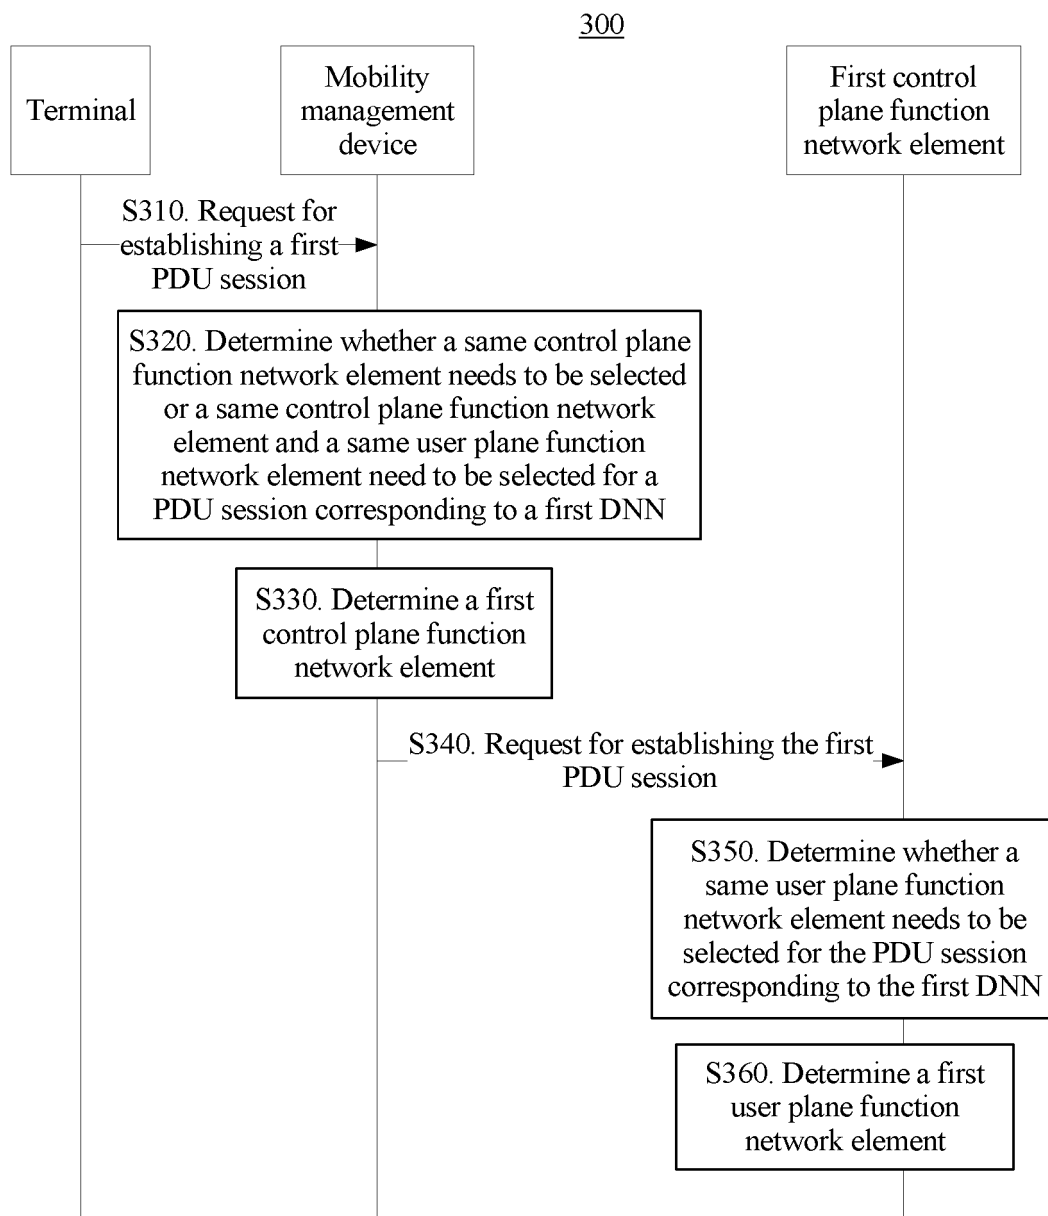 300
Terminal
Mobility
management
device
First control
plane function
network element
S310. Request for
establishing a first
PDU session
S320. Determine whether a same control plane
function network element needs to be selected
or a same control plane function network
element and a same user plane function
network element need to be selected for a
PDU session corresponding to a first DNN
S330. Determine a first
control plane function
network element
S340. Request for establishing the first
PDU session
S350. Determine whether a
same user plane function
network element needs to be
selected for the PDU session
corresponding to the first DNN
S360. Determine a first
user plane function
network element